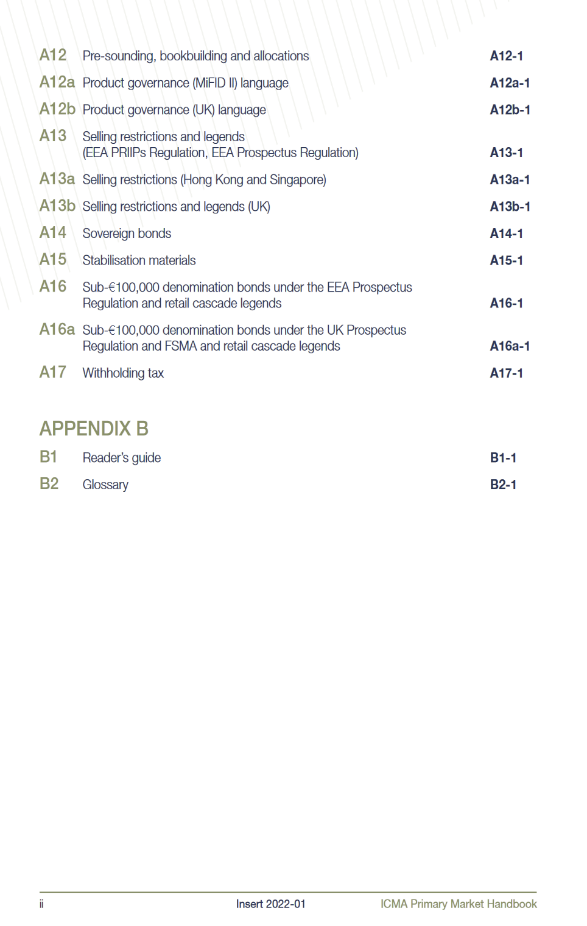 A12 Pre-sounding, bookbuilding and allocations A12-1
A12a Product governance (MiFID II) language A12a-1
A12b Product governance (UK) language A12b-1
A13 Selling restrictions and legends
(EEA PRIIPs Regulation, EEA Prospectus Regulation) A13-1
A13a Selling restrictions (Hong Kong and Singapore) A13a-1
A13b Selling restrictions and legends (UK) A13b-1
A14 Sovereign bonds A14-1
A15 Stabilisation materials A15-1
A16 Sub-€100,000 denomination bonds under the EEA Prospectus
Regulation and retail cascade legends A16-1
A16a Sub-€100,000 denomination bonds under the UK Prospectus
Regulation and FSMA and retail cascade legends A16a-1
A17 Withholding tax A17-1
APPENDIX B
B1 Reader's guide B1-1
B2 Glossary B2-1
ii Insert 2022-01 ICMA Primary Market Handbook